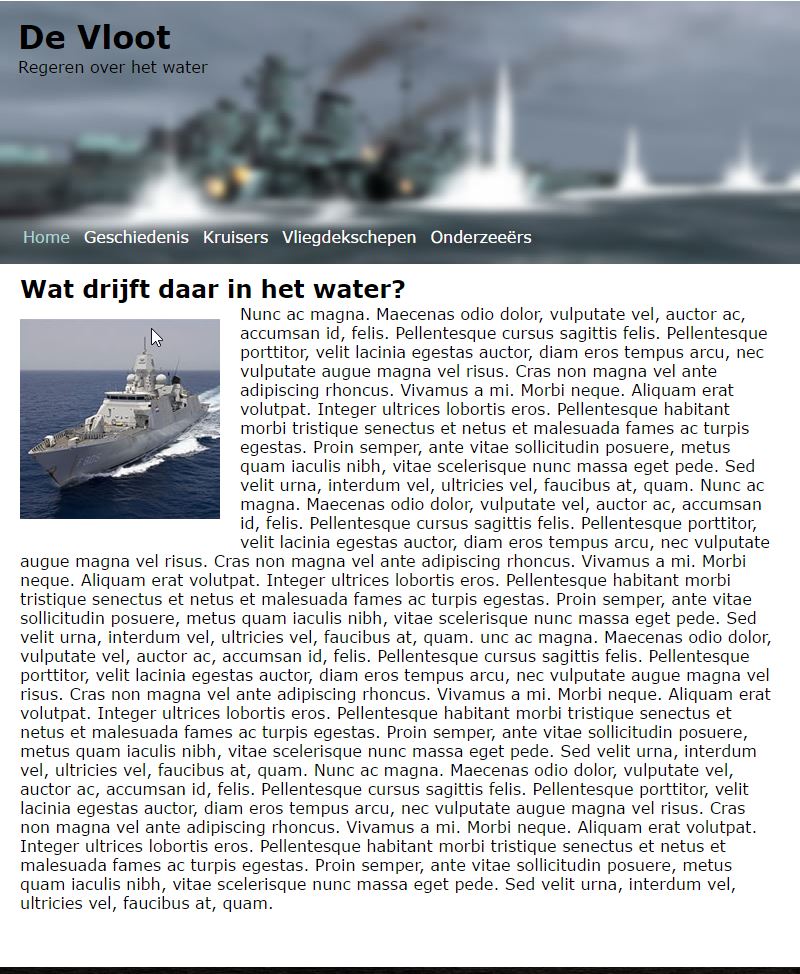 De Vloot
Regeren over het water
Home Geschiedenis Kruisers Vliegdekschepen Onderzeeërs
Wat drijft daar in het water?
Nunc ac magna. Maecenas odio dolor, vulputate vel, auctor ac,
accumsan id, felis. Pellentesque cursus sagittis felis. Pellentesque
porttitor, velit lacinia egestas auctor, diam eros tempus arcu, nec
vulputate augue magna vel risus. Cras non magna vel ante
adipiscing rhoncus. Vivamus a mi. Morbi neque. Aliquam erat
volutpat. Integer ultrices lobortis eros. Pellentesque habitant
morbi tristique senectus et netus et malesuada fames ac turpis
egestas. Proin semper, ante vitae sollicitudin posuere, metus
quam iaculis nibh, vitae scelerisque nunc massa eget pede. Sed
velit urna, interdum vel, ultricies vel, faucibus at, quam. Nunc ac
magna. Maecenas odio dolor, vulputate vel, auctor ac, accumsan
id, felis. Pellentesque cursus sagittis felis. Pellentesque porttitor,
velit lacinia egestas auctor, diam eros tempus arcu, nec vulputate
augue magna vel risus. Cras non magna vel ante adipiscing rhoncus. Vivamus a mi. Morbi
neque. Aliquam erat volutpat. Integer ultrices lobortis eros. Pellentesque habitant morbi
tristique senectus et netus et malesuada fames ac turpis egestas. Proin semper, ante vitae
sollicitudin posuere, metus quam iaculis nibh, vitae scelerisque nunc massa eget pede. Sed
velit urna, interdum vel, ultricies vel, faucibus at, quam. unc ac magna. Maecenas odio dolor,
vulputate vel, auctor ac, accumsan id, felis. Pellentesque cursus sagittis felis. Pellentesque
porttitor, velit lacinia egestas auctor, diam eros tempus arcu, nec vulputate augue magna vel
risus. Cras non magna vel ante adipiscing rhoncus. Vivamus a mi. Morbi neque. Aliquam erat
volutpat. Integer ultrices lobortis eros. Pellentesque habitant morbi tristique senectus et
netus et malesuada fames ac turpis egestas. Proin semper, ante vitae sollicitudin posuere,
metus quam iaculis nibh, vitae scelerisque nunc massa eget pede. Sed velit urna, interdum
vel, ultricies vel, faucibus at, quam. Nunc ac magna. Maecenas odio dolor, vulputate vel,
auctor ac, accumsan id, felis. Pellentesque cursus sagittis felis. Pellentesque porttitor, velit
lacinia egestas auctor, diam eros tempus arcu, nec vulputate augue magna vel risus. Cras
non magna vel ante adipiscing rhoncus. Vivamus a mi. Morbi neque. Aliquam erat volutpat.
Integer ultrices lobortis eros. Pellentesque habitant morbi tristique senectus et netus et
malesuada fames ac turpis egestas. Proin semper, ante vitae sollicitudin posuere, metus
quam iaculis nibh, vitae scelerisque nunc massa eget pede. Sed velit urna, interdum vel,
ultricies vel, faucibus at, quam.